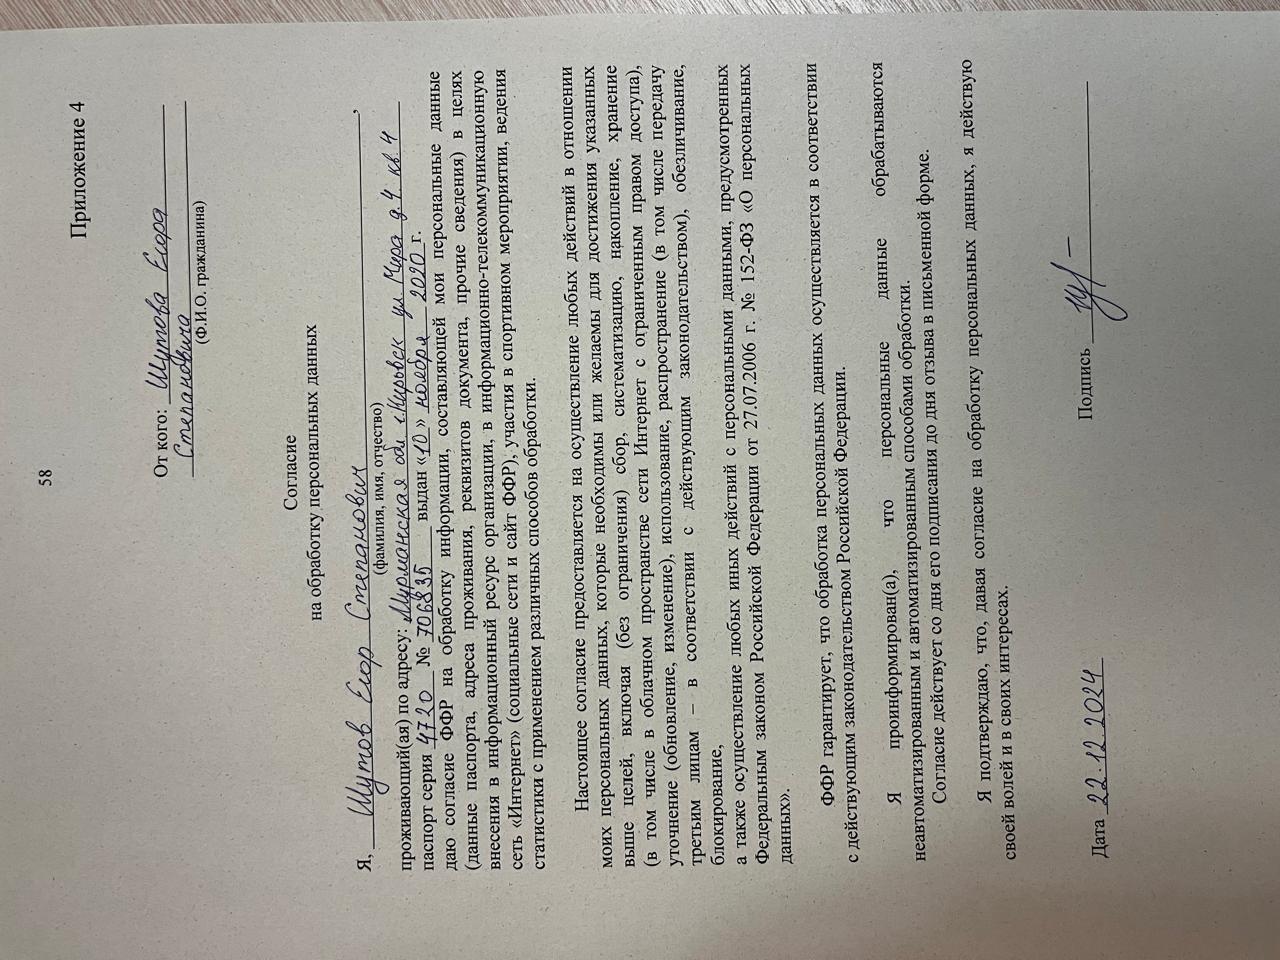 58
Приложение 4
От кого: Шутова Егора
Степановича
(Ф.И.О. гражданина)
Согласие
на обработку персональных данных
Я, Шутов Егор Степанович,
(фамилия, имя, отчество)
проживающий(ая) по адресу: Мурманская обл г.Кировск ул Мира д.4 кв.4
паспорт серия 4720 № 706835 выдан «10» ноября 2020 г.
даю согласие ФФР на обработку информации, составляющей мои персональные данные
(данные паспорта, адреса проживания, реквизитов документа, прочие сведения) в целях
внесения в информационный ресурс организации, в информационно-телекоммуникационную
сеть «Интернет» (социальные сети и сайт ФФР), участия в спортивном мероприятии, ведения
статистики с применением различных способов обработки.
Настоящее согласие предоставляется на осуществление любых действий в отношении
моих персональных данных, которые необходимы или желаемы для достижения указанных
выше целей, включая (без ограничения) сбор, систематизацию, накопление, хранение
(в том числе в облачном пространстве сети Интернет с ограниченным правом доступа),
уточнение (обновление, изменение), использование, распространение (в том числе передачу
третьим лицам – в соответствии с действующим законодательством), обезличивание,
блокирование,
а также осуществление любых иных действий с персональными данными, предусмотренных
Федеральным законом Российской Федерации от 27.07.2006 г. № 152-ФЗ «О персональных
данных».
ФФР гарантирует, что обработка персональных данных осуществляется в соответствии
с действующим законодательством Российской Федерации.
Я проинформирован(а), что персональные данные обрабатываются
неавтоматизированным и автоматизированным способами обработки.
Согласие действует со дня его подписания до дня отзыва в письменной форме.
Я подтверждаю, что, давая согласие на обработку персональных данных, я действую
своей волей и в своих интересах.
Дата 22.12.2024 Подпись